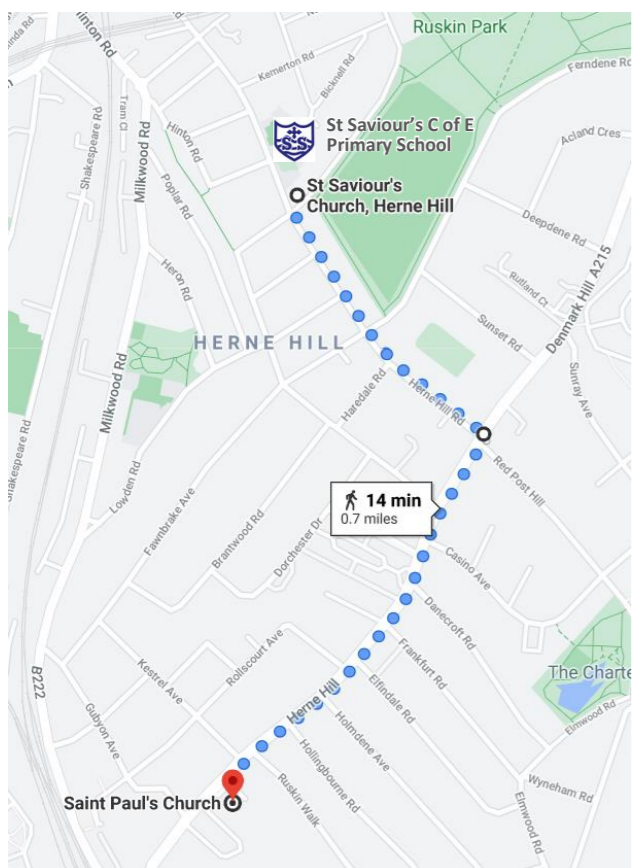 Ruskin Park
Hinton Rd
Kemerton Rd
Bicknell Rd
Ferndene Rd
Tram Cl
Milkwood Rd
Hinton Rd
St Saviour's C of E
Primary School
Acland Cres
Shakespeare Rd
St Saviour's
Church, Herne Hill
Poplar Rd
Deepdene Rd
Heron Rd
Rutland Ct
Denmark Hill A215
HERNE HILL
Sunset Rd
Sunray Ave
Milkwood Rd
Haredale Rd
Herne Hill Rd
Shakespeare Rd
Lowden Rd
Red Post Hill
Fawnbrake Ave
Brantwood Rd
14 min
0.7 miles
Dorchester Dr
Casino Ave
Danecroft Rd
Rollscourt Ave
Frankfurt Rd
Kestrel Ave
Elfindale Rd
The Charte
B222
Herne Hill
Elmwood Rd
Gubyon Ave
Holmdene Ave
Hollingbourne Rd
Wyneham Rd
Ruskin Walk
Saint Paul's Church
Elmwood Rd